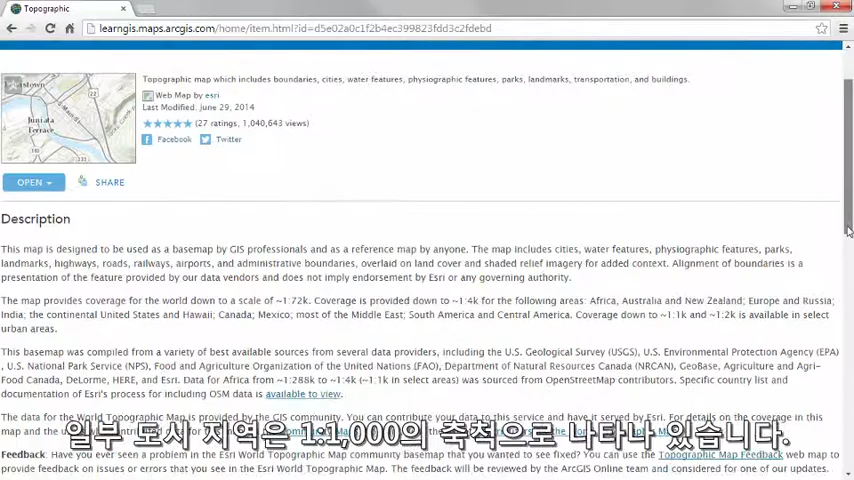 Topographic
learngis.maps.arcgis.com/home/item.html?id=d5e02a0c1f2b4ec399823fdd3c2fdebd
Topographic map which includes boundaries, cities, water features, physiographic features, parks, landmarks, transportation, and buildings.
Web Map by esri
Last Modified: June 29, 2014
(27 ratings, 1,040,643 views)
Facebook Twitter
Juniata
Terrace
OPEN SHARE
Description
This map is designed to be used as a basemap by GIS professionals and as a reference map by anyone. The map includes cities, water features, physiographic features, parks,
landmarks, highways, roads, railways, airports, and administrative boundaries, overlaid on land cover and shaded relief imagery for added context. Alignment of boundaries is a
presentation of the feature provided by our data vendors and does not imply endorsement by Esri or any governing authority.
The map provides coverage for the world down to a scale of ~1:72k. Coverage is provided down to ~1:4k for the following areas: Africa, Australia and New Zealand; Europe and Russia;
India; the continental United States and Hawaii; Canada; Mexico; most of the Middle East; South America and Central America. Coverage down to ~1:1k and ~1:2k is available in select
urban areas.
This basemap was compiled from a variety of best available sources from several data providers, including the U.S. Geological Survey (USGS), U.S. Environmental Protection Agency (EPA)
, U.S. National Park Service (NPS), Food and Agriculture Organization of the United Nations (FAO), Department of Natural Resources Canada (NRCAN), GeoBase, Agriculture and Agri-
Food Canada, DeLorme, HERE, and Esri. Data for Africa from ~1:288k to ~1:4k (~1:1k in select areas) was sourced from OpenStreetMap contributors. Specific country list and
documentation of Esri's process for including OSM data is available to view.
The data for the World Topographic Map is provided by the GIS community. You can contribute your data to this service and have it served by Esri. For details on the coverage in this
map and the
일부 도시 지역은 1:1,000의 축척으로 나타나 있습니다.
Feedback: Have you ever seen a problem in the Esri World Topographic Map community basemap that you wanted to see fixed? You can use the Topographic Map Feedback web map to
provide feedback on issues or errors that you see in the Esri World Topographic Map. The feedback will be reviewed by the ArcGIS Online team and considered for one of our updates.